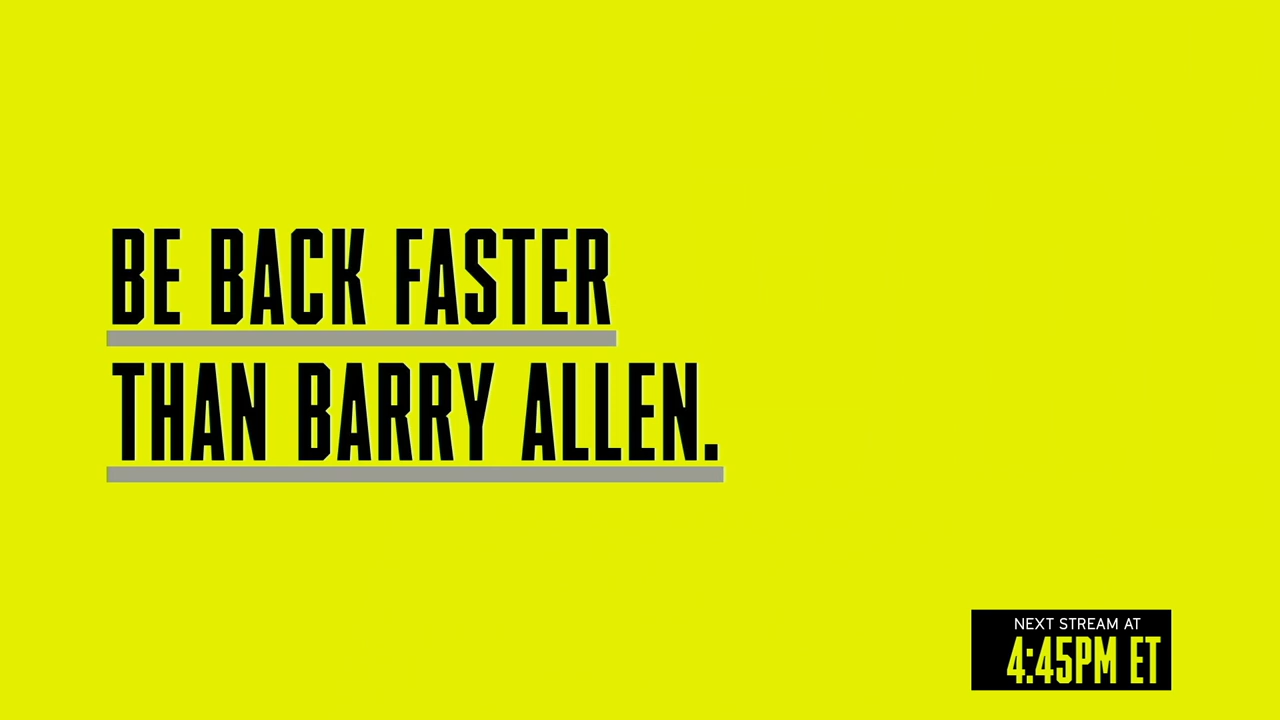 BE BACK FASTER
THAN BARRY ALLEN.
NEXT STREAM AT
4:45PM ET